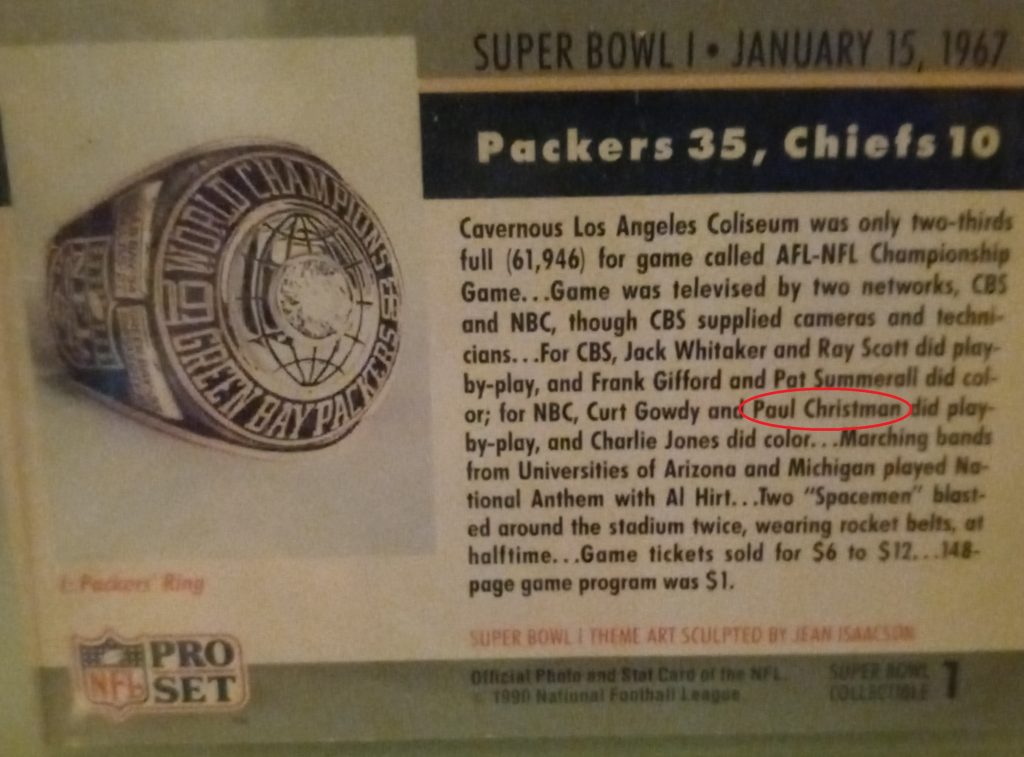 SUPER BOWL I • JANUARY 15, 1967
Packers 35, Chiefs 10
Cavernous Los Angeles Coliseum was only two-thirds
full (61,946) for game called AFL-NFL Championship
Game...Game was televised by two networks, CBS
and NBC, though CBS supplied cameras and techni-
cians...For CBS, Jack Whitaker and Ray Scott did play-
by-play, and Frank Gifford and Pat Summerall did col-
or; for NBC, Curt Gowdy and Paul Christman did play-
by-play, and Charlie Jones did color...Marching bands
from Universities of Arizona and Michigan played Na-
tional Anthem with Al Hirt...Two "Spacemen" blast-
ed around the stadium twice, wearing rocket belts, at
halftime...Game tickets sold for $6 to $12...148-
page game program was $1.
SUPER BOWL I THEME ART SCULPTED BY JEAN ISAACSON
Official Photo and Stat Card of the NFL.
© 1990 National Football League
SUPER BOWL
COLLECTIBLE 1
WORLD CHAMPIONS
GREEN BAY PACKERS
I: Packers' Ring
NFL
PRO
SET